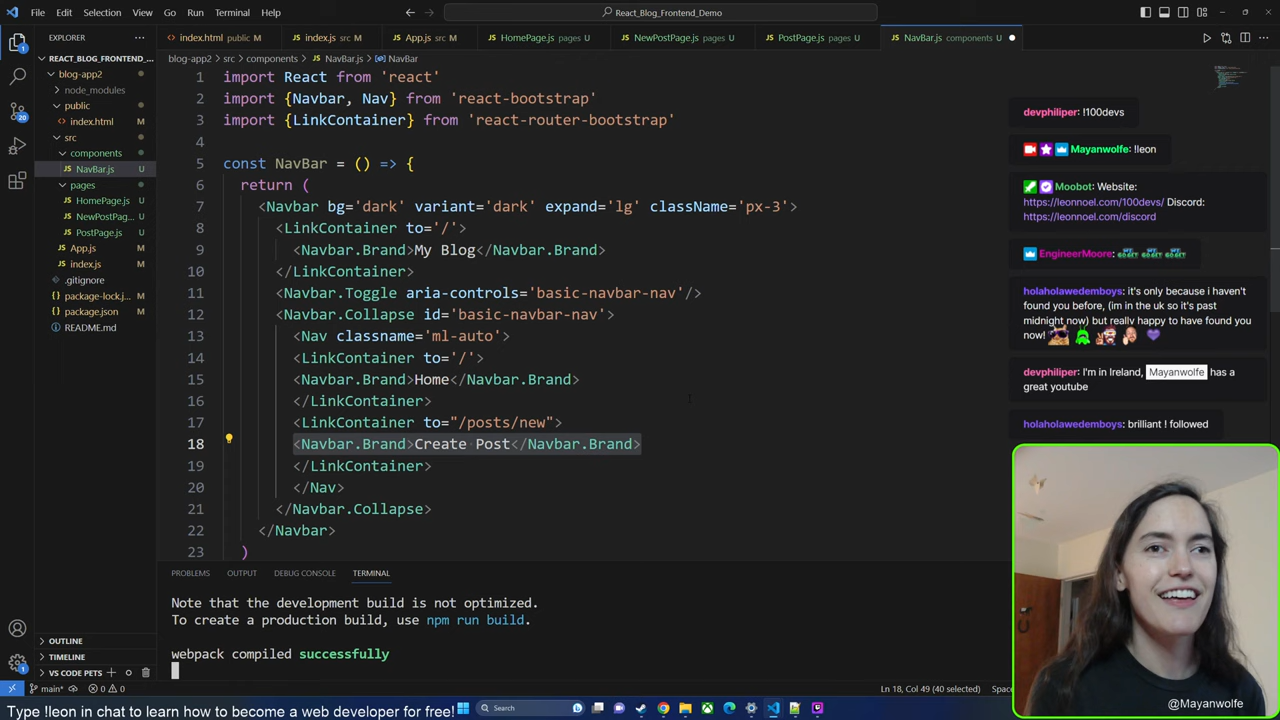 File Edit Selection View Go Run Terminal Help
React_Blog_Frontend_Demo
EXPLORER
index.html public M
index.js src M
App.js src M
HomePage.js pages U
NewPostPage.js pages U
PostPage.js pages U
NavBar.js components U
REACT_BLOG_FRONTEND_...
blog-app2
node_modules
public
index.html M
src
components
NavBar.js U
pages
HomePage.js U
NewPostPag... U
PostPage.js U
App.js M
index.js M
.gitignore
package-lock.j... M
package.json M
README.md
OUTLINE
TIMELINE
VS CODE PETS
blog-app2 > src > components > NavBar.js > NavBar
1 import React from 'react'
2 import {Navbar, Nav} from 'react-bootstrap'
3 import {LinkContainer} from 'react-router-bootstrap'
4
5 const NavBar = () => {
6 return (
7 <Navbar bg='dark' variant='dark' expand='lg' className='px-3'>
8 <LinkContainer to='/'>
9 <Navbar.Brand>My Blog</Navbar.Brand>
10 </LinkContainer>
11 <Navbar.Toggle aria-controls='basic-navbar-nav'/>
12 <Navbar.Collapse id='basic-navbar-nav'>
13 <Nav classname='ml-auto'>
14 <LinkContainer to='/'>
15 <Navbar.Brand>Home</Navbar.Brand>
16 </LinkContainer>
17 <LinkContainer to="/posts/new">
18 <Navbar.Brand>Create Post</Navbar.Brand>
19 </LinkContainer>
20 </Nav>
21 </Navbar.Collapse>
22 </Navbar>
23 )
PROBLEMS OUTPUT DEBUG CONSOLE TERMINAL
Note that the development build is not optimized.
To create a production build, use npm run build.
webpack compiled successfully
devphiliper: !100devs
Mayanwolfe: !leon
Moobot: Website:
https://leonnoel.com/100devs/ Discord:
https://leonnoel.com/discord
EngineerMoore:
holaholawedemboys: it's only because i haven't
found you before, (im in the uk so it's past
midnight now) but really happy to have found you
now!
devphiliper: I'm in Ireland, Mayanwolfe has a
great youtube
holaholawedemboys: brilliant ! followed
@Mayanwolfe
main* 0 0
Ln 18, Col 49 (40 selected) Spac
Type !leon in chat to learn how to become a web developer for free!
Search